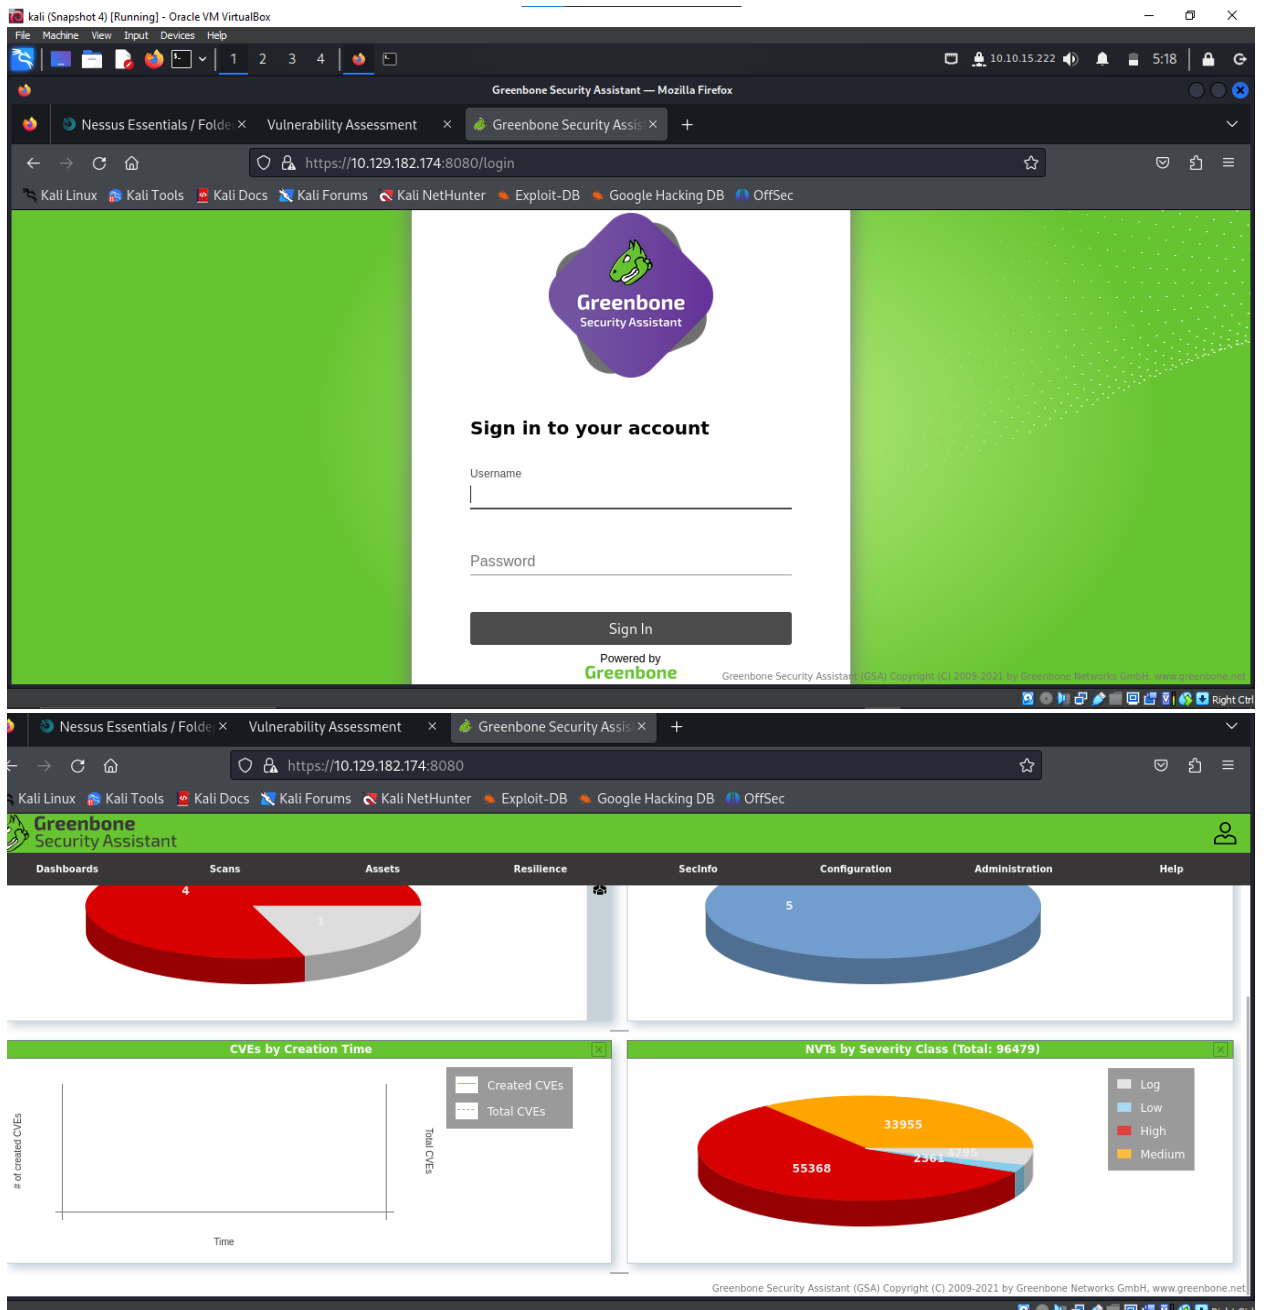 kali (Snapshot 4) [Running] - Oracle VM VirtualBox
File Machine View Input Devices Help
1 2 3 4 10.10.15.222 5:18
Greenbone Security Assistant — Mozilla Firefox
Nessus Essentials / Folde Vulnerability Assessment Greenbone Security Assis
https://10.129.182.174:8080/login
Kali Linux Kali Tools Kali Docs Kali Forums Kali NetHunter Exploit-DB Google Hacking DB OffSec
Greenbone
Security Assistant
Sign in to your account
Username
Password
Sign In
Powered by
Greenbone
Greenbone Security Assistant (GSA) Copyright (C) 2009-2021 by Greenbone Networks GmbH, www.greenbone.net
Right Ctrl
Nessus Essentials / Folde Vulnerability Assessment Greenbone Security Assis
https://10.129.182.174:8080
Kali Linux Kali Tools Kali Docs Kali Forums Kali NetHunter Exploit-DB Google Hacking DB OffSec
Greenbone
Security Assistant
Dashboards Scans Assets Resilience SecInfo Configuration Administration Help
4
1
5
CVEs by Creation Time
Created CVEs
Total CVEs
# of created CVEs
Total CVEs
Time
NVTs by Severity Class (Total: 96479)
Log
Low
High
Medium
33955
2361 4795
55368
Greenbone Security Assistant (GSA) Copyright (C) 2009-2021 by Greenbone Networks GmbH, www.greenbone.net